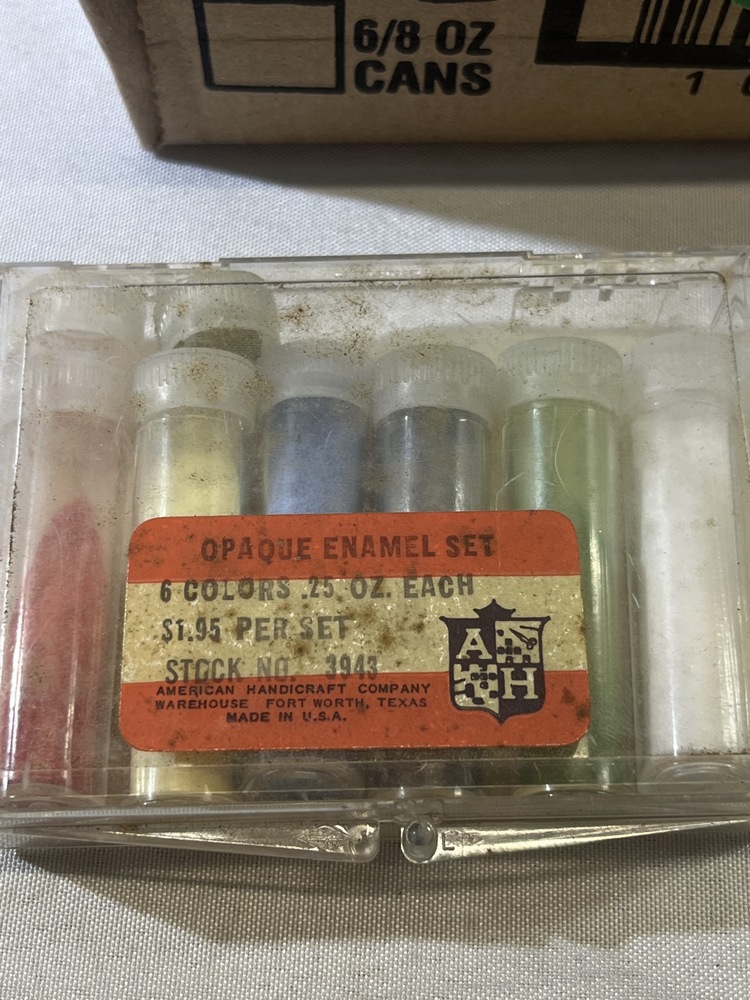 6/8 OZ
CANS
1
OPAQUE ENAMEL SET
6 COLORS .25 OZ. EACH
$1.95 PER SET
STOCK NO. 3943
AMERICAN HANDICRAFT COMPANY
WAREHOUSE FORT WORTH, TEXAS
MADE IN U.S.A.
A
H